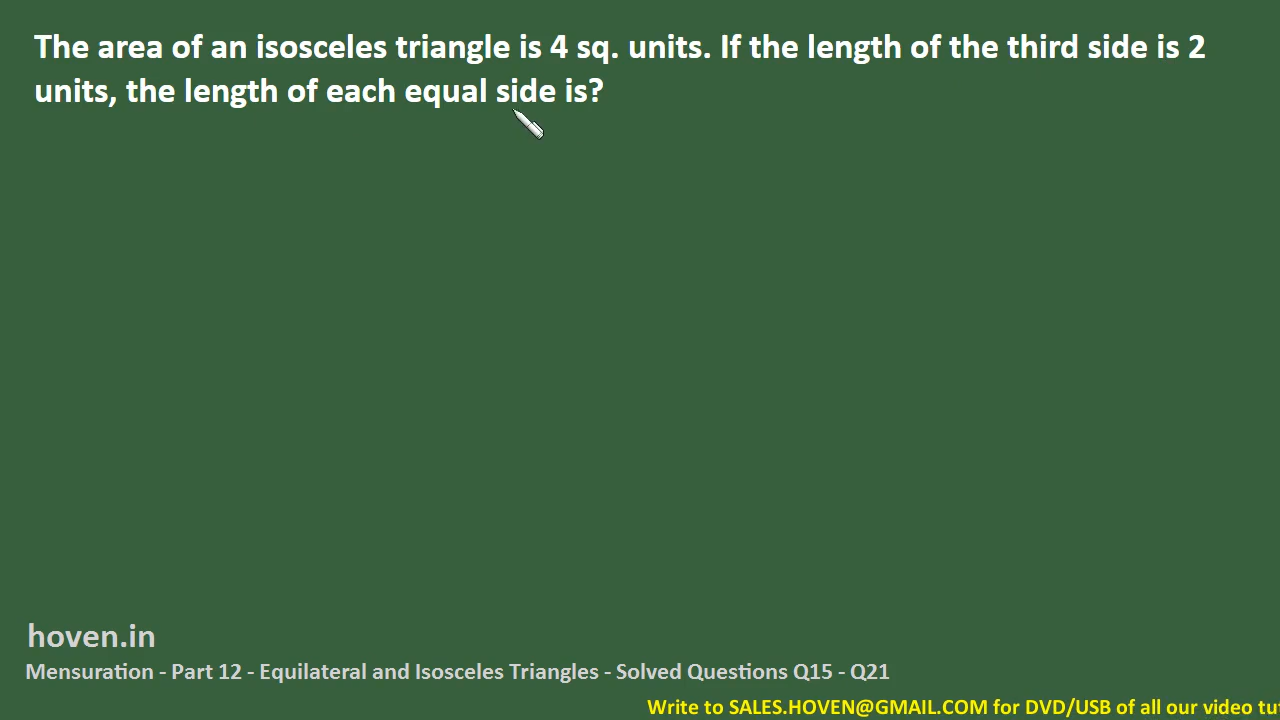 The area of an isosceles triangle is 4 sq. units. If the length of the third side is 2
units, the length of each equal side is?
hoven.in
Mensuration - Part 12 - Equilateral and Isosceles Triangles - Solved Questions Q15 - Q21
Write to SALES.HOVEN@GMAIL.COM for DVD/USB of all our video tu